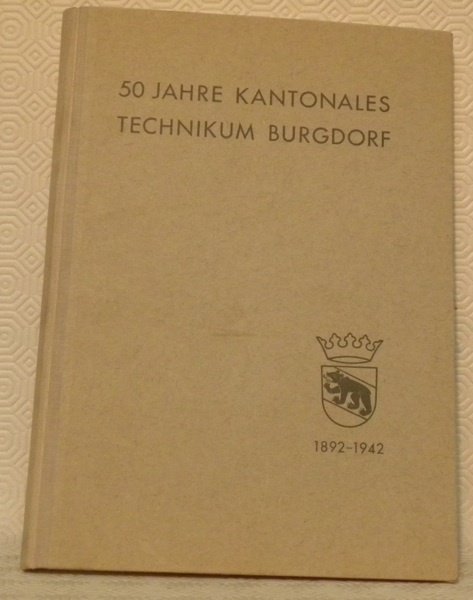 50 JAHRE KANTONALES
TECHNIKUM BURGDORF
1892-1942